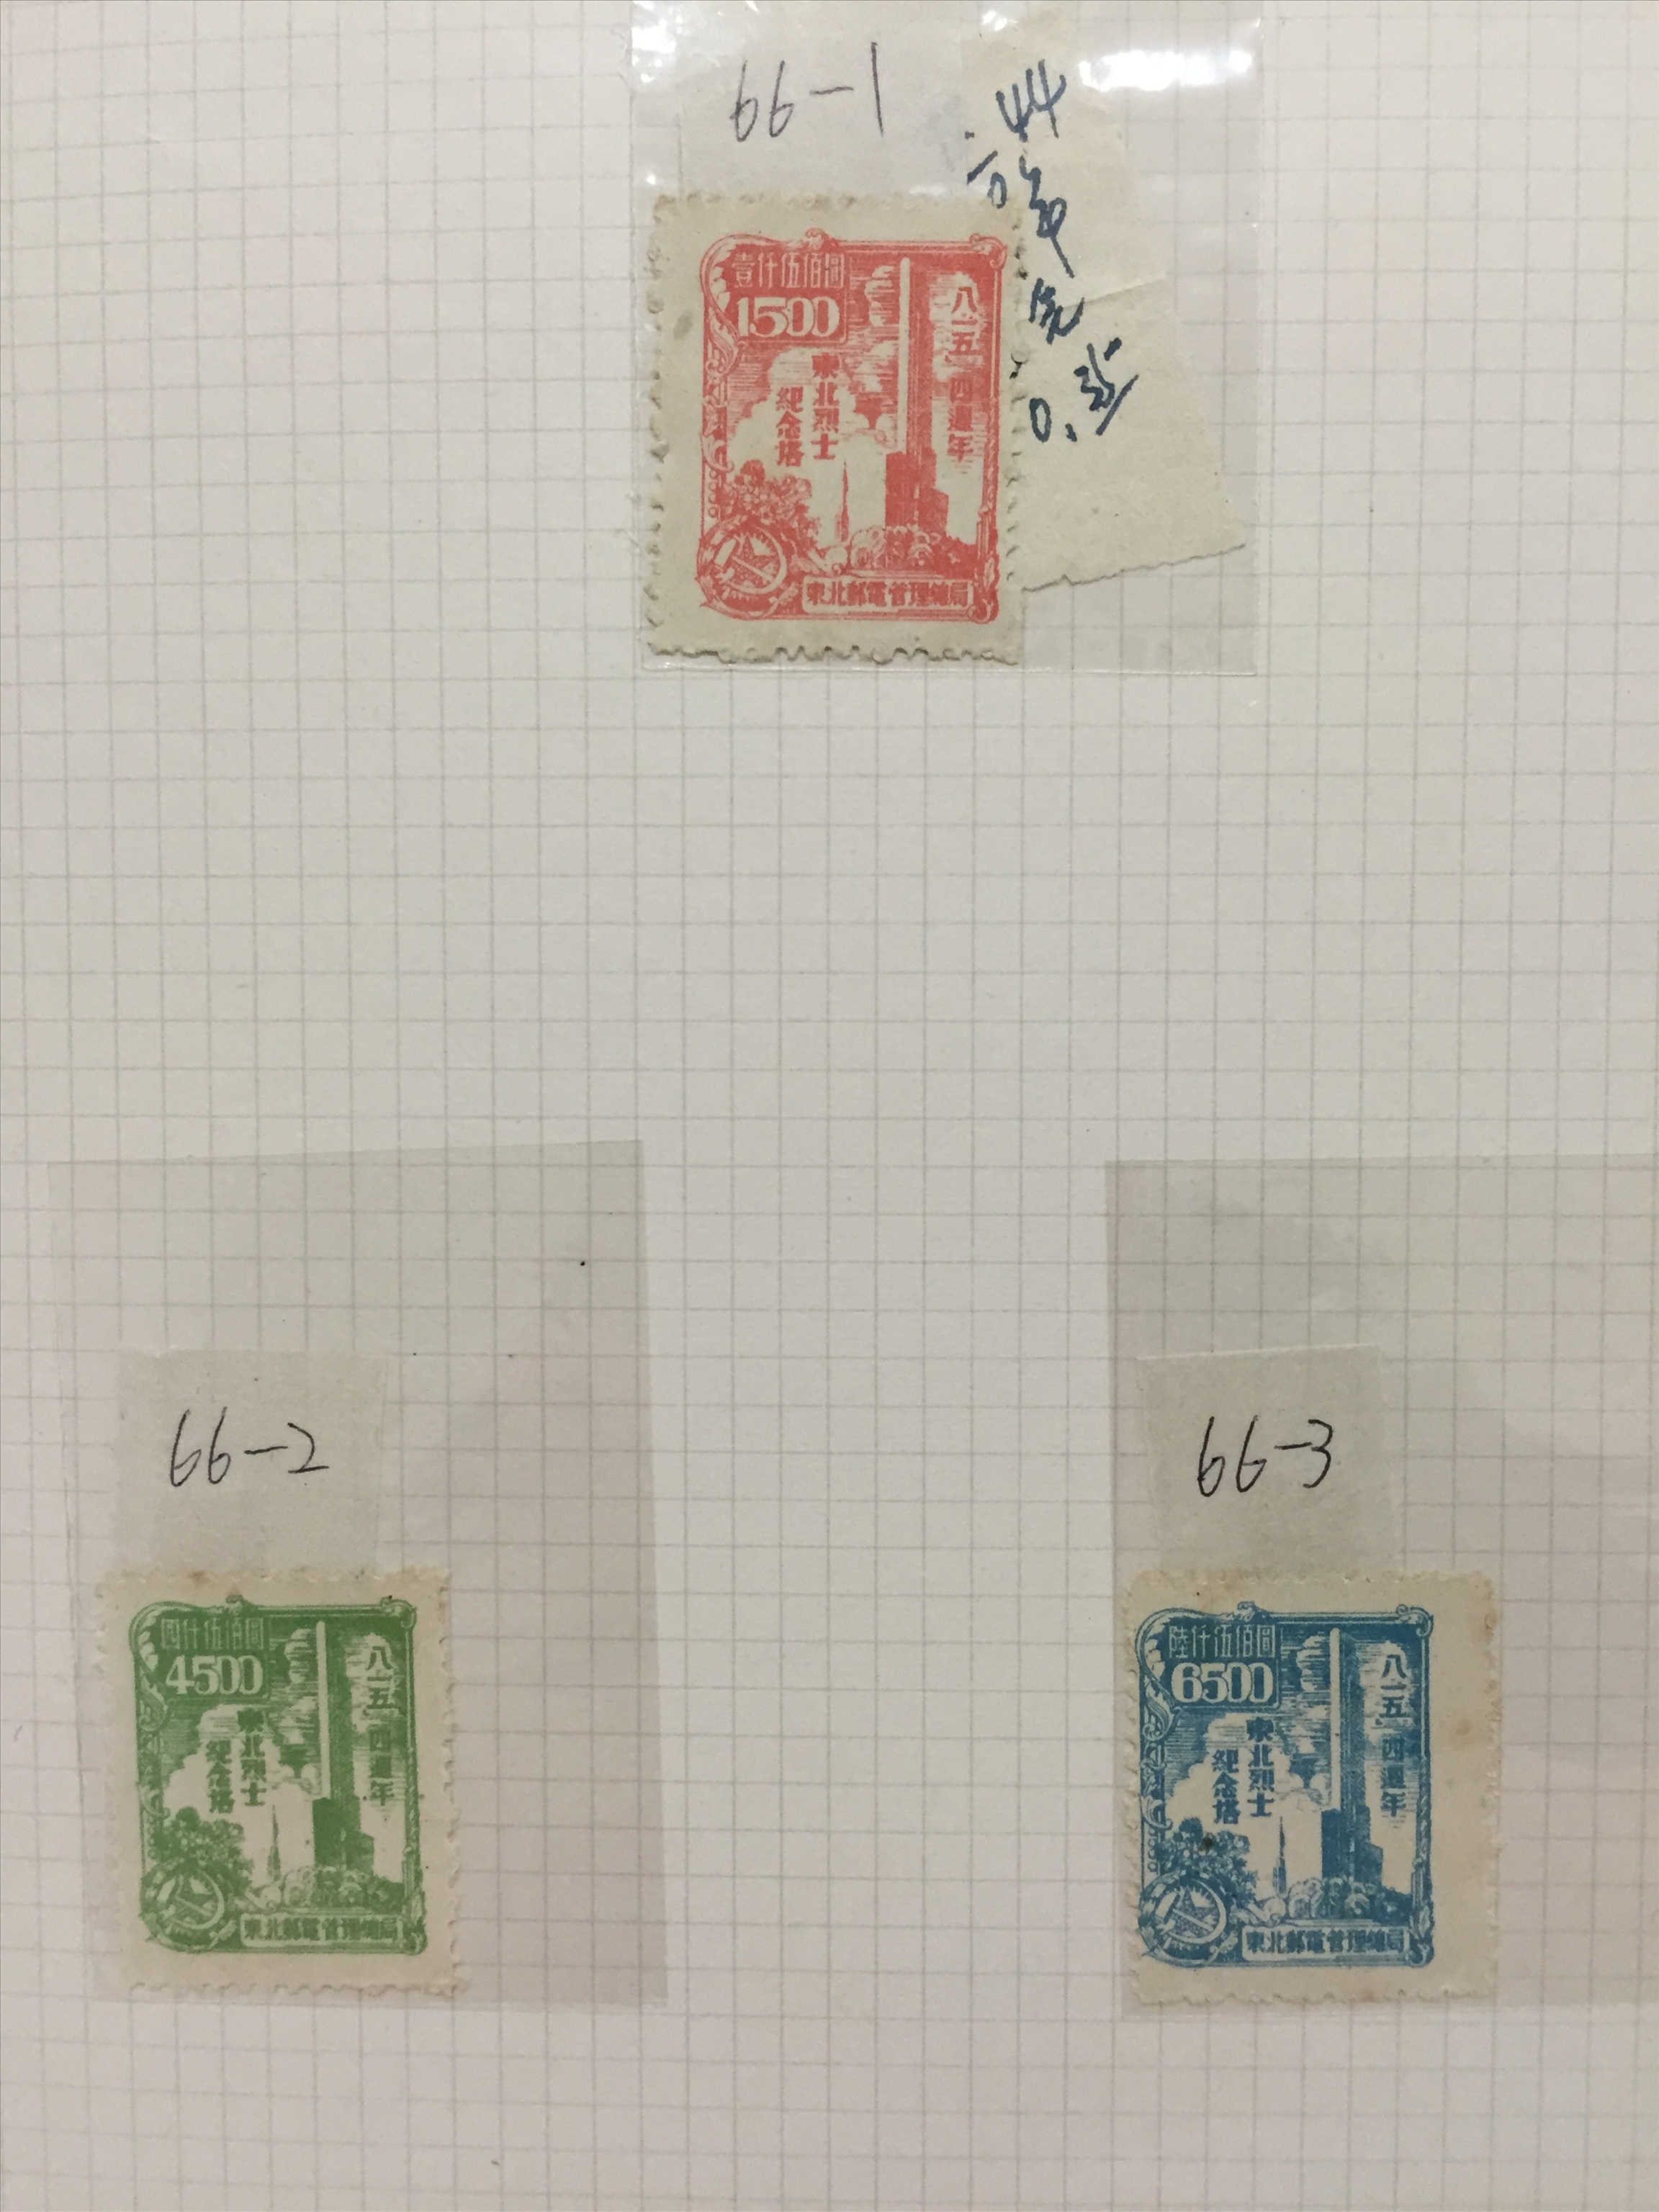 66-1
.44
壹仟伍佰圓
1500
八一五 四週年
東北烈士
紀念塔
東北郵電管理總局
66-2
四仟伍佰圓
4500
八一五 四週年
東北烈士
紀念塔
東北郵電管理總局
66-3
陸仟伍佰圓
6500
八一五 四週年
東北烈士
紀念塔
東北郵電管理總局